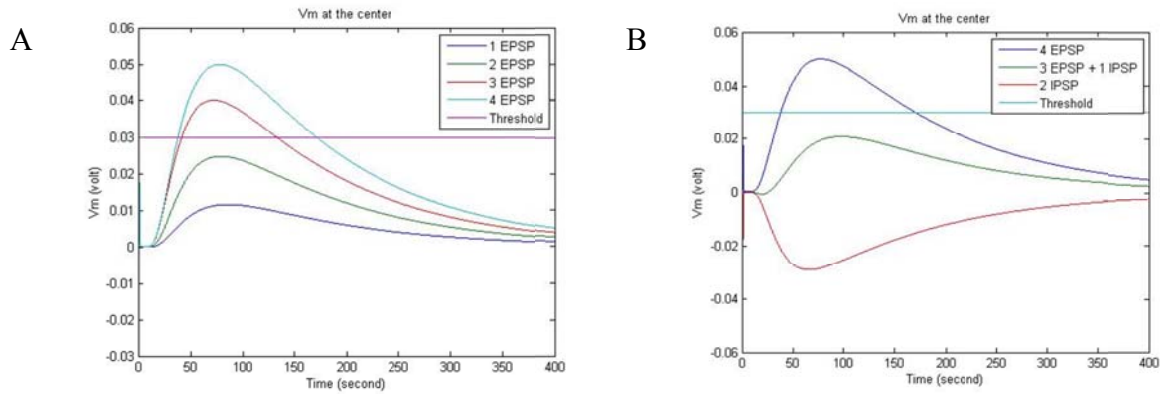 A
Vm at the center
Vm (volt)
0.06
0.05
0.04
0.03
0.02
0.01
0
-0.01
-0.02
-0.03
0 50 100 150 200 250 300 350 400
Time (second)
1 EPSP
2 EPSP
3 EPSP
4 EPSP
Threshold
B
Vm at the center
Vm (volt)
0.06
0.04
0.02
0
-0.02
-0.04
-0.06
0 50 100 150 200 250 300 350 400
Time (second)
4 EPSP
3 EPSP + 1 IPSP
2 IPSP
Threshold